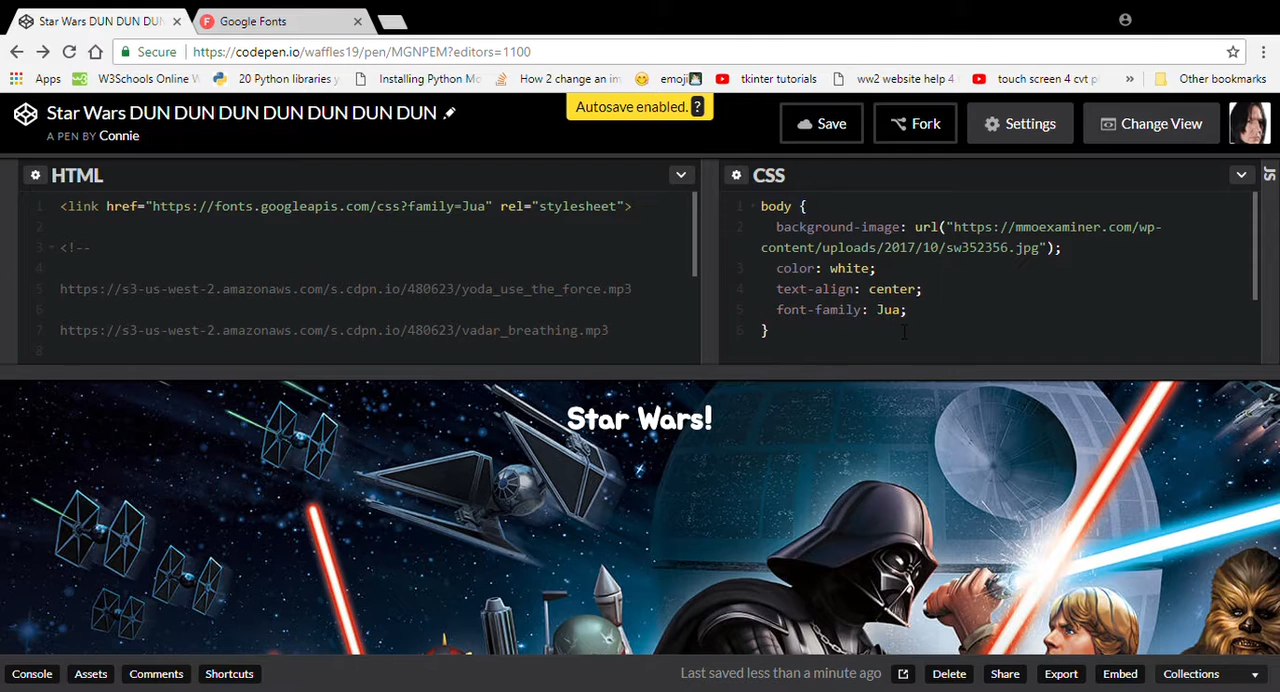 Star Wars DUN DUN DUN
Google Fonts
Secure
https://codepen.io/waffles19/pen/MGNPEM?editors=1100
Apps
W3Schools Online
20 Python libraries
Installing Python Mo
How 2 change an im
emoji
tkinter tutorials
ww2 website help 4
touch screen 4 cvt p
»
Other bookmarks
Star Wars DUN DUN DUN DUN DUN DUN DUN
A PEN BY Connie
Autosave enabled. ?
Save
Fork
Settings
Change View
HTML
1 <link href="https://fonts.googleapis.com/css?family=Jua" rel="stylesheet">
2
3 <!--
4
5 https://s3-us-west-2.amazonaws.com/s.cdpn.io/480623/yoda_use_the_force.mp3
6
7 https://s3-us-west-2.amazonaws.com/s.cdpn.io/480623/vadar_breathing.mp3
8
CSS
JS
1 body {
2 background-image: url("https://mmoexaminer.com/wp-
content/uploads/2017/10/sw352356.jpg");
3 color: white;
4 text-align: center;
5 font-family: Jua;
6 }
Star Wars!
Console
Assets
Comments
Shortcuts
Last saved less than a minute ago
Delete
Share
Export
Embed
Collections